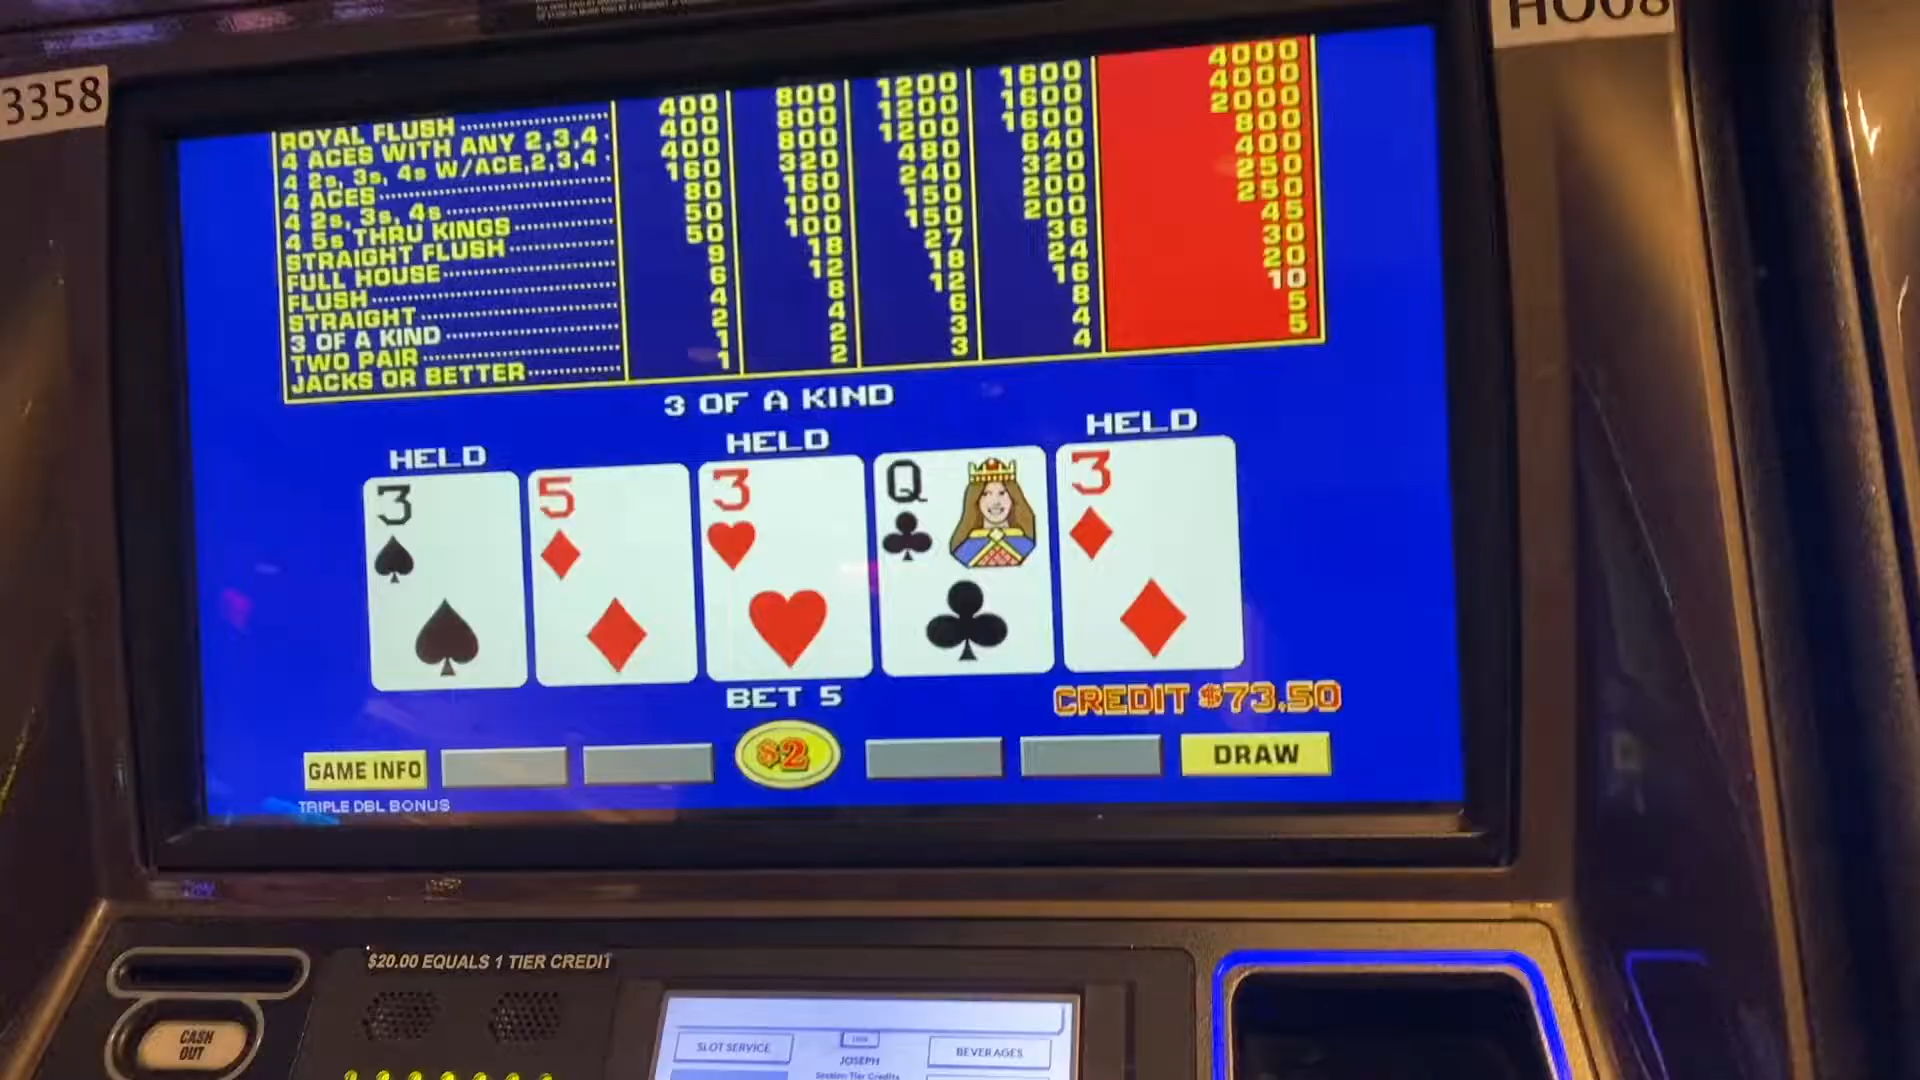 HO08
3358
ROYAL FLUSH 400 800 1200 1600 4000
4 ACES WITH ANY 2,3,4 400 800 1200 1600 4000
4 2s, 3s, 4s W/ACE,2,3,4 400 800 1200 1600 2000
4 ACES 160 320 480 640 800
4 2s, 3s, 4s 80 160 240 320 400
4 5s THRU KINGS 50 100 150 200 250
STRAIGHT FLUSH 50 100 150 200 250
FULL HOUSE 9 18 27 36 45
FLUSH 6 12 18 24 30
STRAIGHT 4 8 12 16 20
3 OF A KIND 2 4 6 8 10
TWO PAIR 1 2 3 4 5
JACKS OR BETTER 1 2 3 4 5
3 OF A KIND
HELD HELD HELD
3 5 3 Q 3
BET 5 CREDIT $73.50
GAME INFO $2 DRAW
TRIPLE DBL BONUS
$20.00 EQUALS 1 TIER CREDIT
CASH
OUT
SLOT SERVICE JOSEPH BEVERAGES
Session Tier Credits